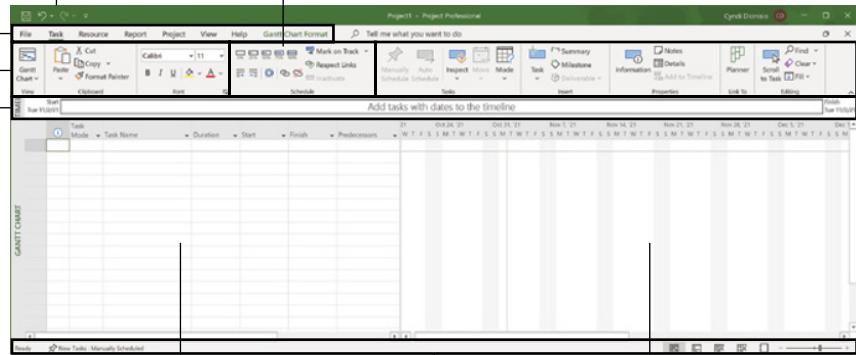 Project1 - Project Professional
Cyndi Dionisio CD
File Task Resource Report Project View Help Gantt Chart Format Tell me what you want to do
Cut
Copy
Format Painter
Paste
Gantt Chart
Calibri 11
B I U A
Mark on Track
Respect Links
Inactivate
Manually Schedule
Auto Schedule
Inspect Move Mode
Task
Summary
Milestone
Deliverable
Information
Notes
Details
Add to Timeline
Planner
Scroll to Task
Find
Clear
Fill
View Clipboard Font Schedule Tasks Insert Properties Link To Editing
Start
Add tasks with dates to the timeline
Finish
Task Mode Task Name Duration Start Finish Predecessors
21 Oct 24, '21 Oct 31, '21 Nov 7, '21 Nov 14, '21 Nov 21, '21 Nov 28, '21 Dec 5, '21 Dec 1
W T F S S M T W T F S S M T W T F S S M T W T F S S M T W T F S S M T W T F S S M T W T F S S M T W T F S S M
GANTT CHART
Ready New Tasks : Manually Scheduled